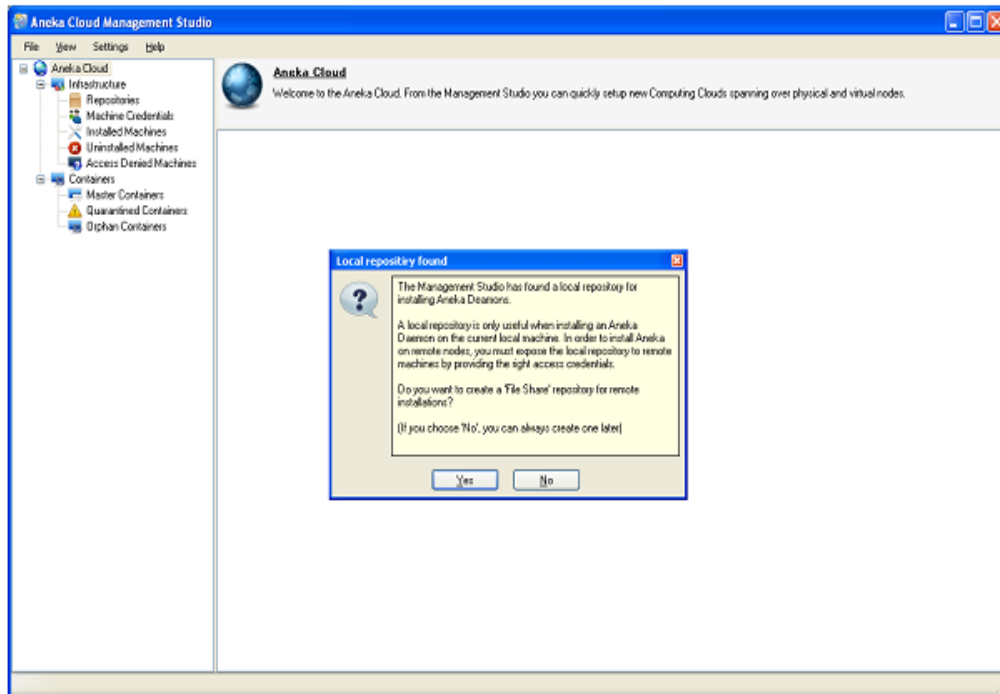 Aneka Cloud Management Studio
File View Settings Help
Aneka Cloud
Infrastructure
Repositories
Machine Credentials
Installed Machines
Uninstalled Machines
Access Denied Machines
Containers
Master Containers
Quarantined Containers
Orphan Containers
Aneka Cloud
Welcome to the Aneka Cloud. From the Management Studio you can quickly setup new Computing Clouds spanning over physical and virtual nodes.
Local repositiry found
The Management Studio has found a local repository for
installing Aneka Deamons.
A local repository is only useful when installing an Aneka
Daemon on the current local machine. In order to install Aneka
on remote nodes, you must expose the local repository to remote
machines by providing the right access credentials.
Do you want to create a 'File Share' repository for remote
installations?
(If you choose 'No', you can always create one later)
Yes
No